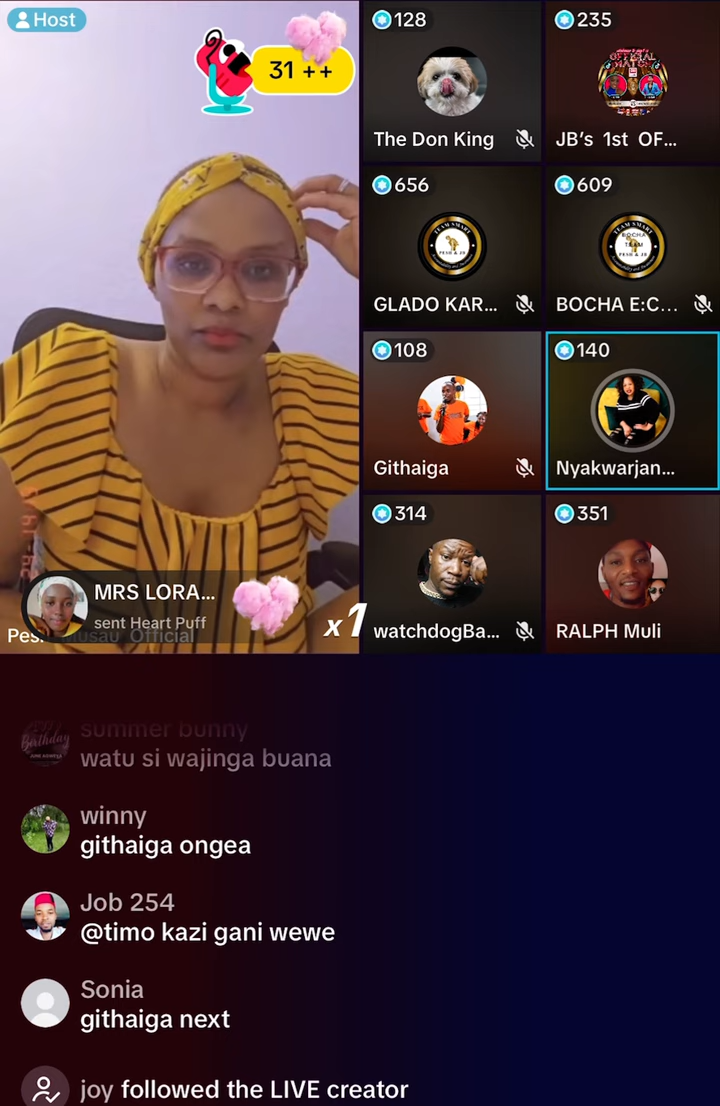 Host
31 ++
128
The Don King
235
JB's 1st OF...
656
GLADO KAR...
609
BOCHA E:C...
108
Githaiga
140
Nyakwarjan...
314
watchdogBa...
351
RALPH Muli
MRS LORA...
sent Heart Puff
x1
Official
summer bunny
watu si wajinga buana
winny
githaiga ongea
Job 254
@timo kazi gani wewe
Sonia
githaiga next
joy followed the LIVE creator